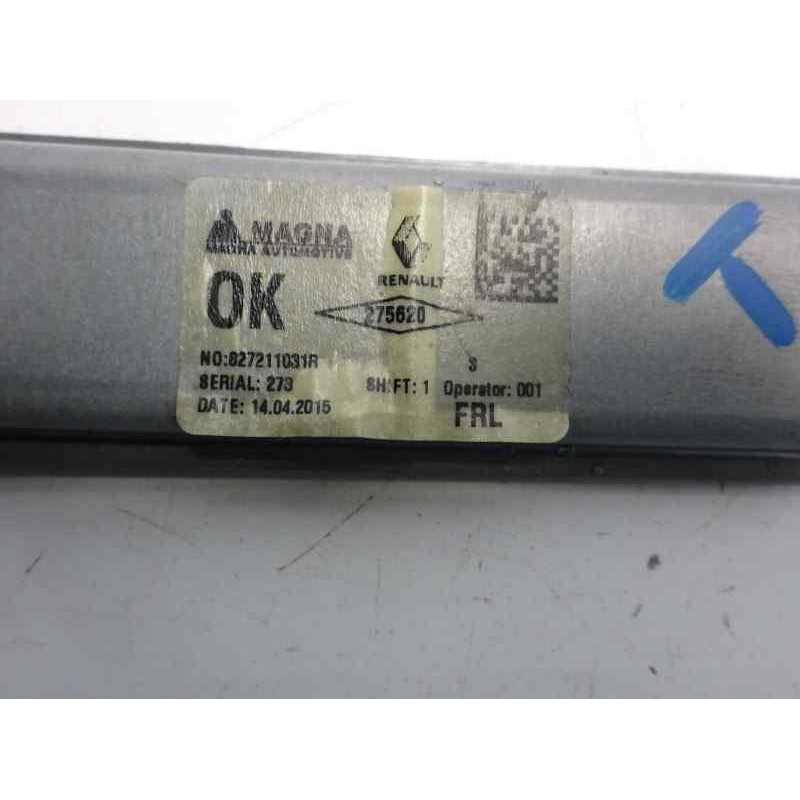 MAGNA
MAGNA AUTOMOTIVE
RENAULT
OK
275620
NO:827211031R
3
SERIAL: 273 SHIFT: 1 Operator: 001
DATE: 14.04.2015
FRL